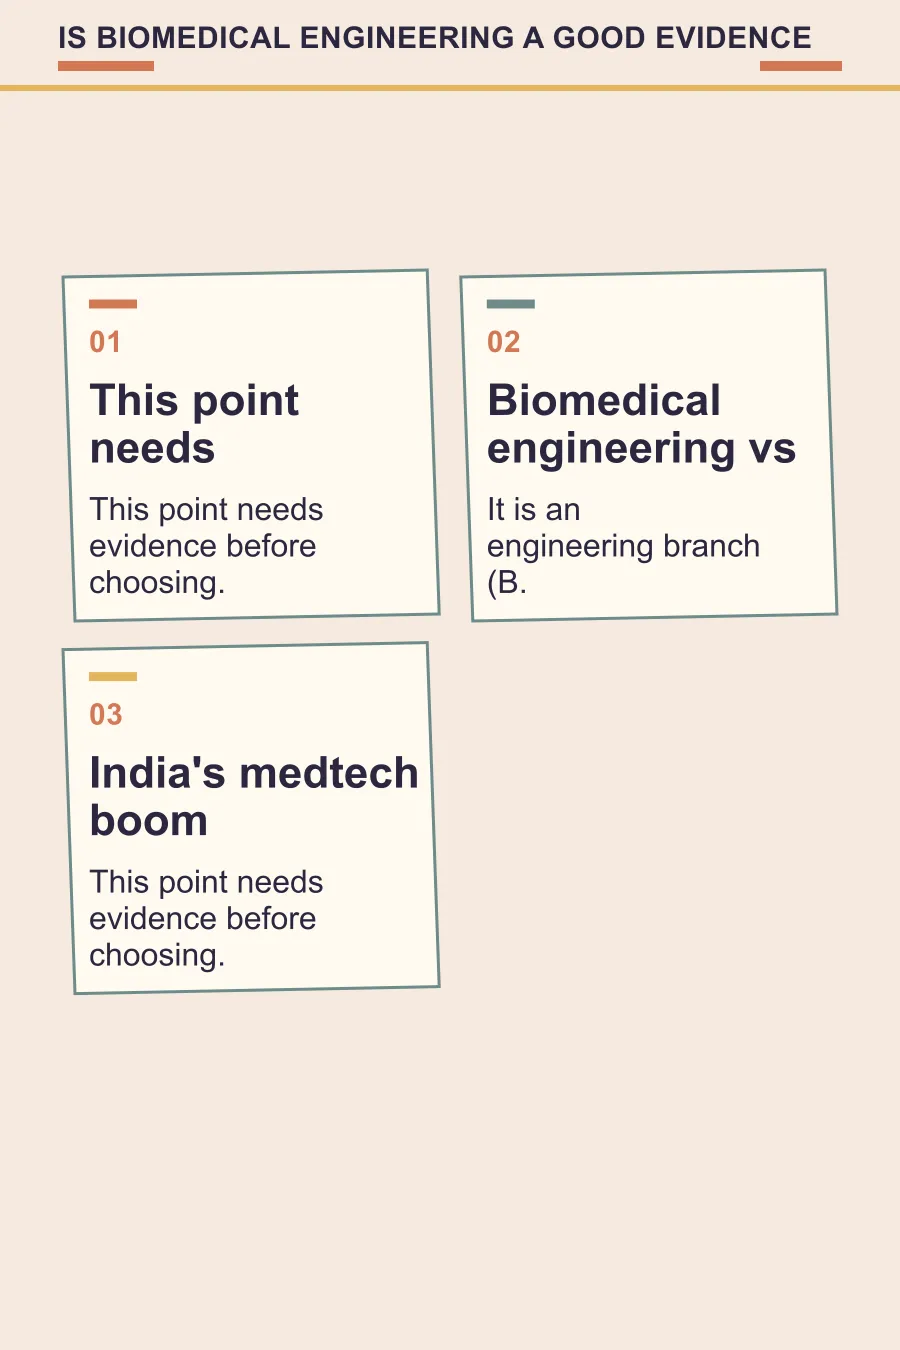 IS BIOMEDICAL ENGINEERING A GOOD EVIDENCE
01
This point
needs
This point needs
evidence before
choosing.
02
Biomedical
engineering vs
It is an
engineering branch
(B.
03
India's medtech
boom
This point needs
evidence before
choosing.